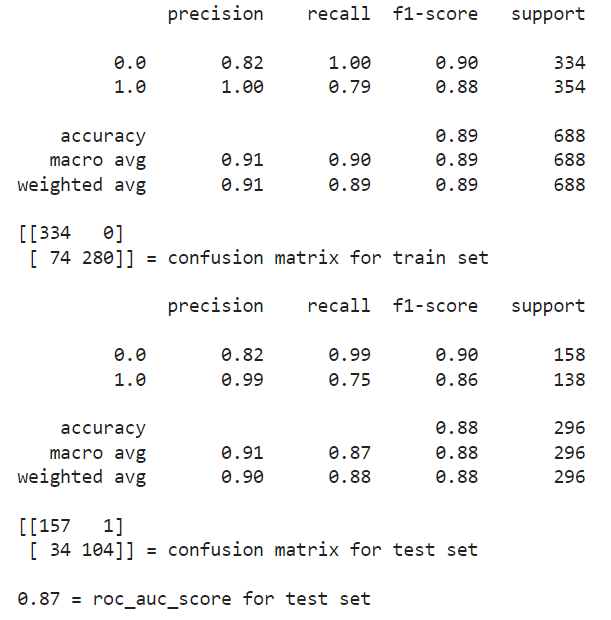 precision    recall  f1-score   support

         0.0       0.82      1.00      0.90       334
         1.0       1.00      0.79      0.88       354

    accuracy                           0.89       688
   macro avg       0.91      0.90      0.89       688
weighted avg       0.91      0.89      0.89       688

[[334   0]
 [ 74 280]] = confusion matrix for train set

              precision    recall  f1-score   support

         0.0       0.82      0.99      0.90       158
         1.0       0.99      0.75      0.86       138

    accuracy                           0.88       296
   macro avg       0.91      0.87      0.88       296
weighted avg       0.90      0.88      0.88       296

[[157   1]
 [ 34 104]] = confusion matrix for test set

0.87 = roc_auc_score for test set